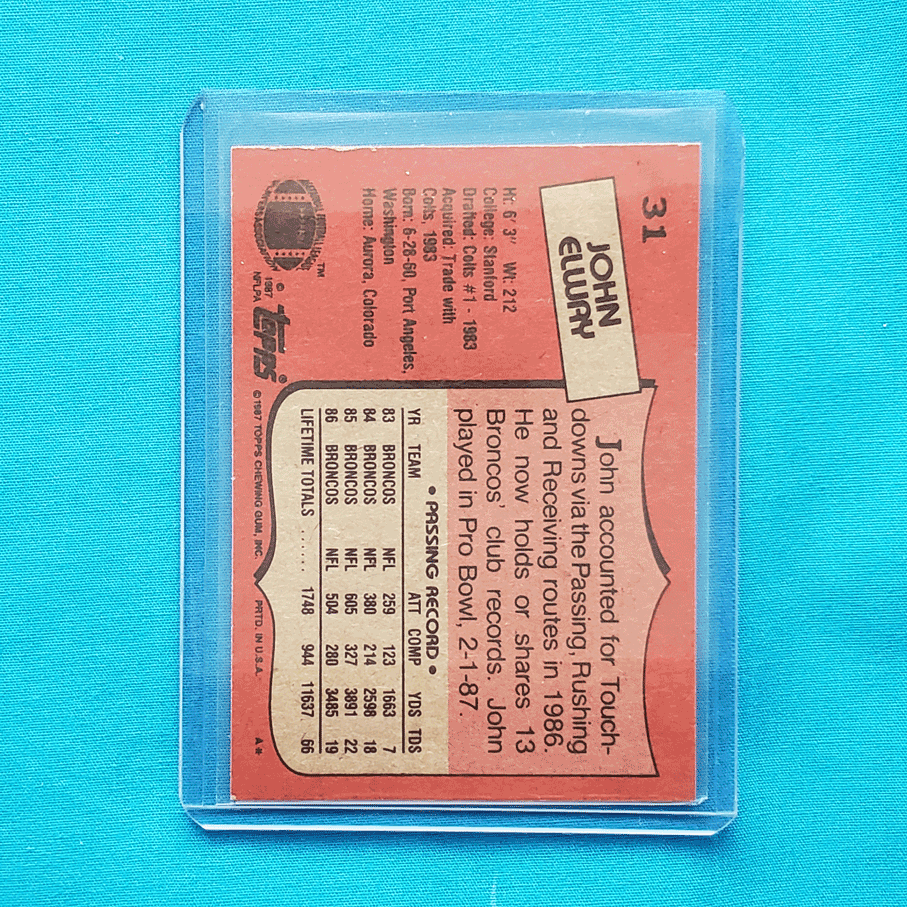 31
JOHN
ELWAY
Ht: 6' 3" Wt: 212
College: Stanford
Drafted: Colts #1 - 1983
Acquired: Trade with
Colts, 1983
Born: 6-28-60, Port Angeles,
Washington
Home: Aurora, Colorado
TM
© 1987
NFLPA
topps®
John accounted for Touch-
downs via the Passing, Rushing
and Receiving routes in 1986.
He now holds or shares 13
Broncos' club records. John
played in Pro Bowl, 2-1-87.
• PASSING RECORD •
YR TEAM ATT COMP YDS TDS
83 BRONCOS NFL 259 123 1663 7
84 BRONCOS NFL 380 214 2598 18
85 BRONCOS NFL 605 327 3891 22
86 BRONCOS NFL 504 280 3485 19
LIFETIME TOTALS ...... 1748 944 11637 66
© 1987 TOPPS CHEWING GUM, INC. PRTD. IN U.S.A. A*